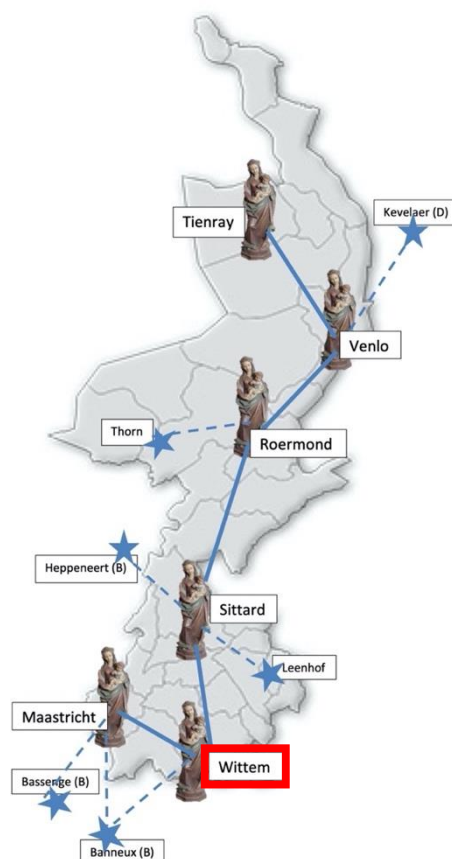 Tienray
Kevelaer (D)
Venlo
Thorn
Roermond
Heppeneert (B)
Sittard
Leenhof
Maastricht
Wittem
Bassenge (B)
Banneux (B)